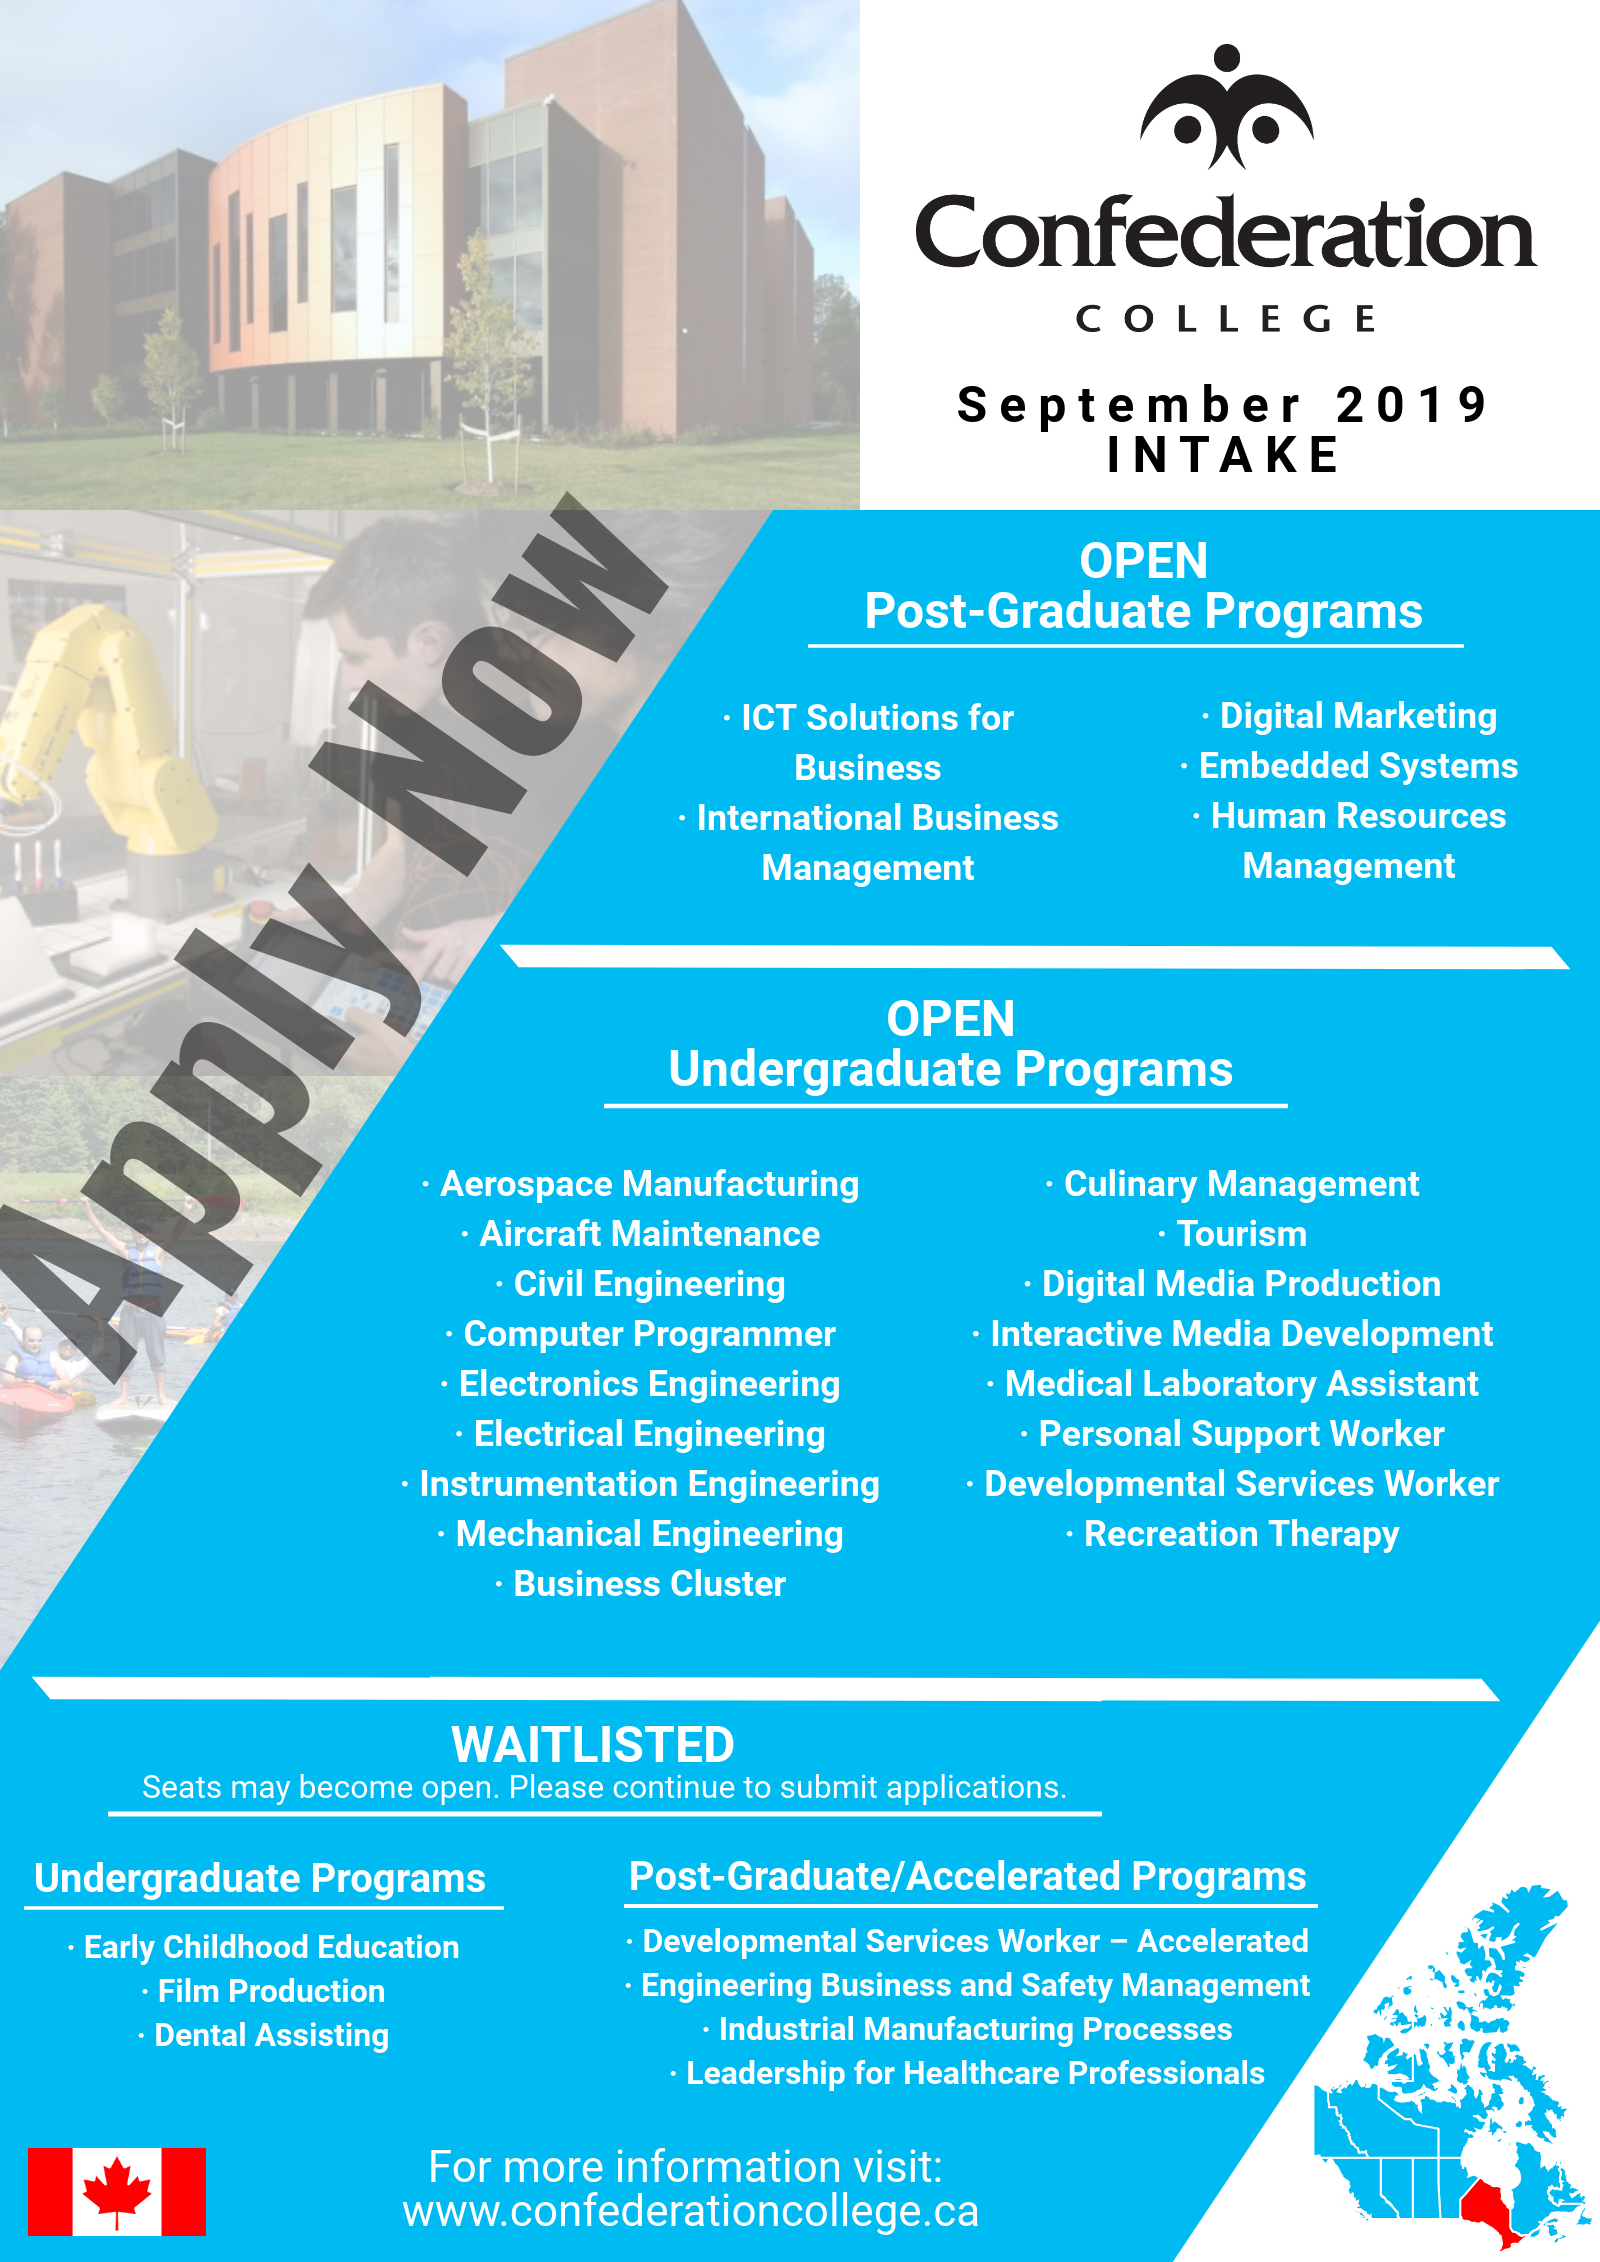 Confederation
COLLEGE
September 2019
INTAKE
Apply Now
OPEN
Post-Graduate Programs
· ICT Solutions for
Business
· International Business
Management
· Digital Marketing
· Embedded Systems
· Human Resources
Management
OPEN
Undergraduate Programs
· Aerospace Manufacturing
· Aircraft Maintenance
· Civil Engineering
· Computer Programmer
· Electronics Engineering
· Electrical Engineering
· Instrumentation Engineering
· Mechanical Engineering
· Business Cluster
· Culinary Management
· Tourism
· Digital Media Production
· Interactive Media Development
· Medical Laboratory Assistant
· Personal Support Worker
· Developmental Services Worker
· Recreation Therapy
WAITLISTED
Seats may become open. Please continue to submit applications.
Undergraduate Programs
· Early Childhood Education
· Film Production
· Dental Assisting
Post-Graduate/Accelerated Programs
· Developmental Services Worker – Accelerated
· Engineering Business and Safety Management
· Industrial Manufacturing Processes
· Leadership for Healthcare Professionals
For more information visit:
www.confederationcollege.ca